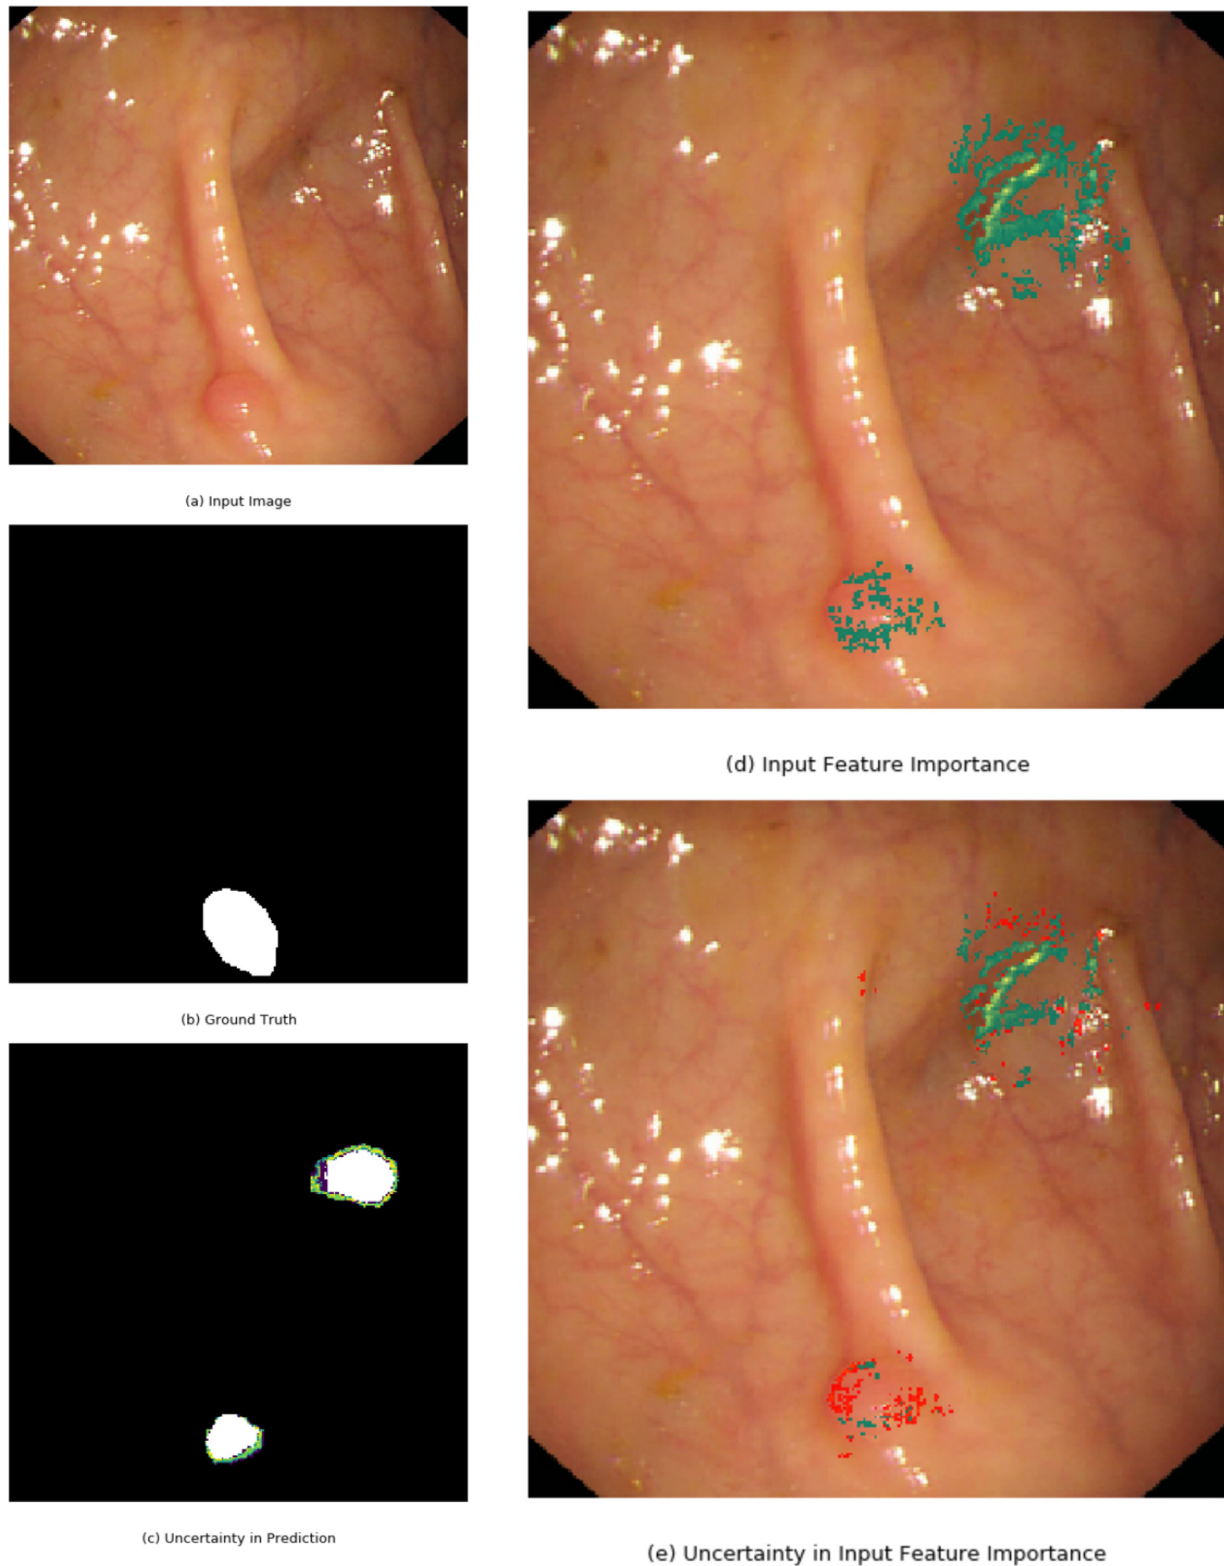 (a) Input Image
(b) Ground Truth
(c) Uncertainty in Prediction
(d) Input Feature Importance
(e) Uncertainty in Input Feature Importance